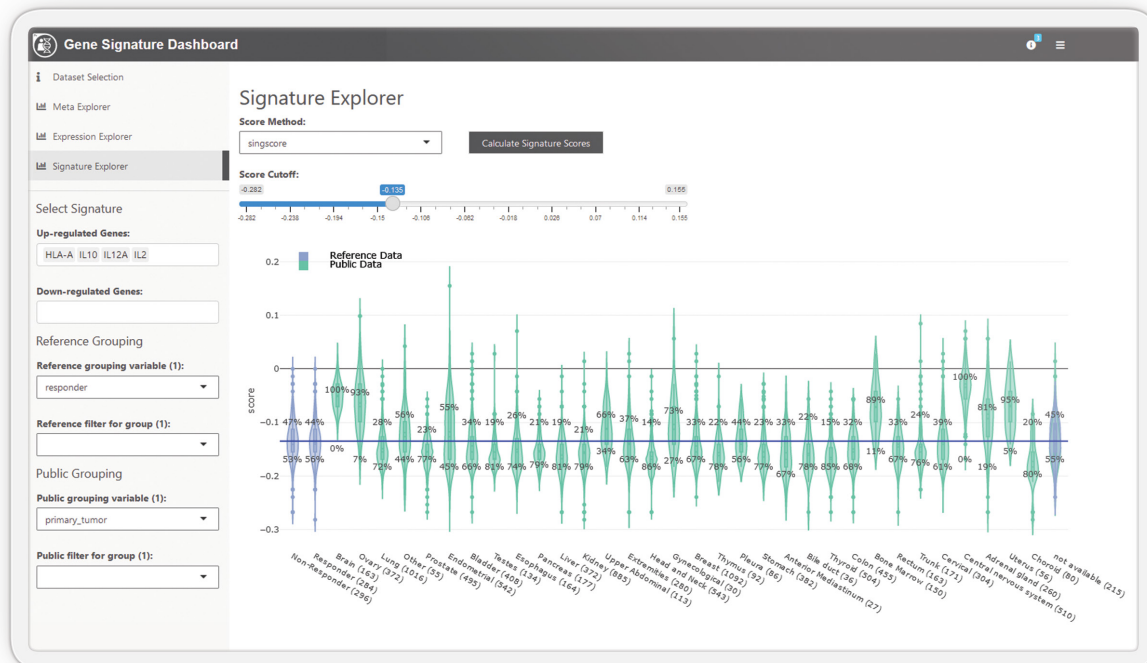 Gene Signature Dashboard
1
Dataset Selection
Meta Explorer
Expression Explorer
Signature Explorer
Select Signature
Up-regulated Genes:
HLA-A IL10 IL12A IL2
Down-regulated Genes:
Reference Grouping
Reference grouping variable (1):
responder
Reference filter for group (1):
Public Grouping
Public grouping variable (1):
primary_tumor
Public filter for group (1):
Signature Explorer
Score Method:
singscore
Calculate Signature Scores
Score Cutoff:
-0.282 -0.135 0.166
-0.282 -0.238 -0.194 -0.15 -0.106 -0.062 -0.018 0.026 0.07 0.114 0.155
Reference Data
Public Data
score
0.2
0.1
0
−0.1
−0.2
−0.3
47% 44% 100% 93% 28% 56% 23% 55% 34% 19% 26% 21% 19% 21% 66% 37% 14% 73% 33% 22% 44% 23% 33% 22% 15% 32% 89% 33% 24% 39% 100% 81% 95% 20% 45%
53% 56% 0% 7% 72% 44% 77% 45% 66% 81% 74% 79% 81% 79% 34% 63% 86% 27% 67% 78% 56% 77% 67% 78% 85% 68% 11% 67% 76% 61% 0% 19% 5% 80% 55%
Non-Responder (296)
Responder (284)
Brain (163)
Ovary (372)
Lung (1016)
Other (55)
Prostate (495)
Endometrial (542)
Bladder (408)
Testes (134)
Esophagus (164)
Pancreas (177)
Liver (372)
Kidney (885)
Upper Abdominal (113)
Extremities (280)
Head and Neck (543)
Gynecological (30)
Breast (1092)
Thymus (92)
Pleura (86)
Stomach (382)
Anterior Mediastinum (27)
Bile duct (36)
Thyroid (504)
Colon (455)
Bone Marrow (150)
Rectum (163)
Trunk (171)
Cervical (304)
Central nervous system (510)
Adrenal gland (260)
Uterus (56)
Choroid (80)
not available (215)